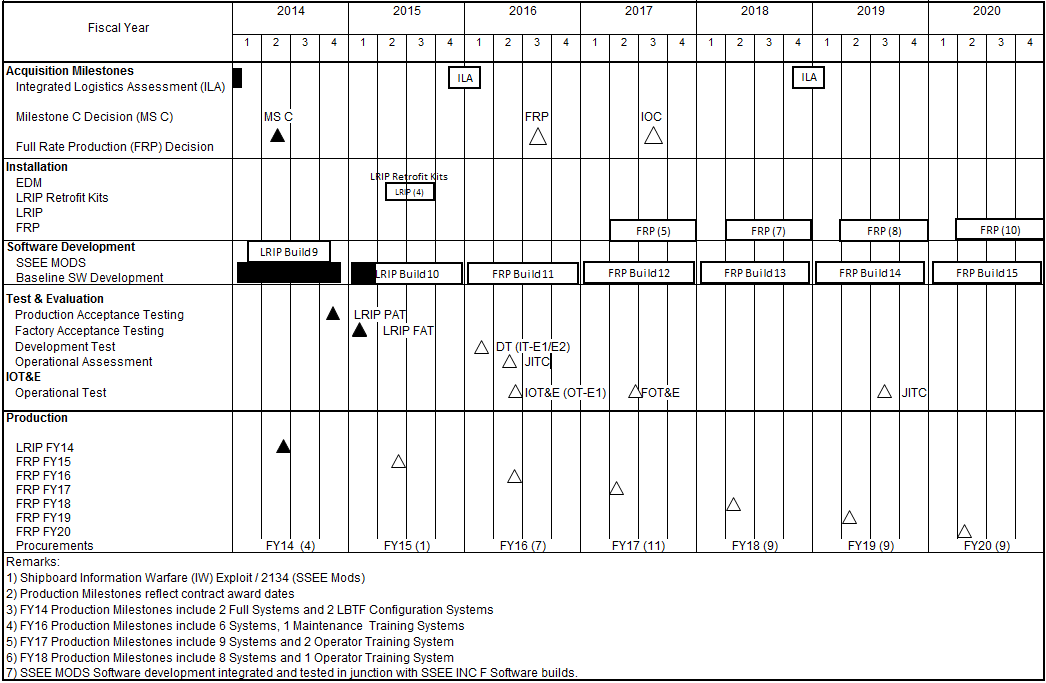 Fiscal Year 2014 2015 2016 2017 2018 2019 2020
1 2 3 4 1 2 3 4 1 2 3 4 1 2 3 4 1 2 3 4 1 2 3 4 1 2 3 4
Acquisition Milestones
Integrated Logistics Assessment (ILA) ILA ILA
Milestone C Decision (MS C) MS C FRP IOC
Full Rate Production (FRP) Decision
Installation
EDM LRIP Retrofit Kits
LRIP Retrofit Kits LRIP (4)
LRIP
FRP FRP (5) FRP (7) FRP (8) FRP (10)
Software Development
SSEE MODS LRIP Build 9
Baseline SW Development LRIP Build 10 FRP Build 11 FRP Build 12 FRP Build 13 FRP Build 14 FRP Build 15
Test & Evaluation
Production Acceptance Testing LRIP PAT
Factory Acceptance Testing LRIP FAT
Development Test DT (IT-E1/E2)
Operational Assessment JITC
IOT&E
Operational Test IOT&E (OT-E1) FOT&E JITC
Production
LRIP FY14
FRP FY15
FRP FY16
FRP FY17
FRP FY18
FRP FY19
FRP FY20
Procurements FY14 (4) FY15 (1) FY16 (7) FY17 (11) FY18 (9) FY19 (9) FY20 (9)
Remarks:
1) Shipboard Information Warfare (IW) Exploit / 2134 (SSEE Mods)
2) Production Milestones reflect contract award dates
3) FY14 Production Milestones include 2 Full Systems and 2 LBTF Configuration Systems
4) FY16 Production Milestones include 6 Systems, 1 Maintenance Training Systems
5) FY17 Production Milestones include 9 Systems and 2 Operator Training System
6) FY18 Production Milestones include 8 Systems and 1 Operator Training System
7) SSEE MODS Software development integrated and tested in junction with SSEE INC F Software builds.